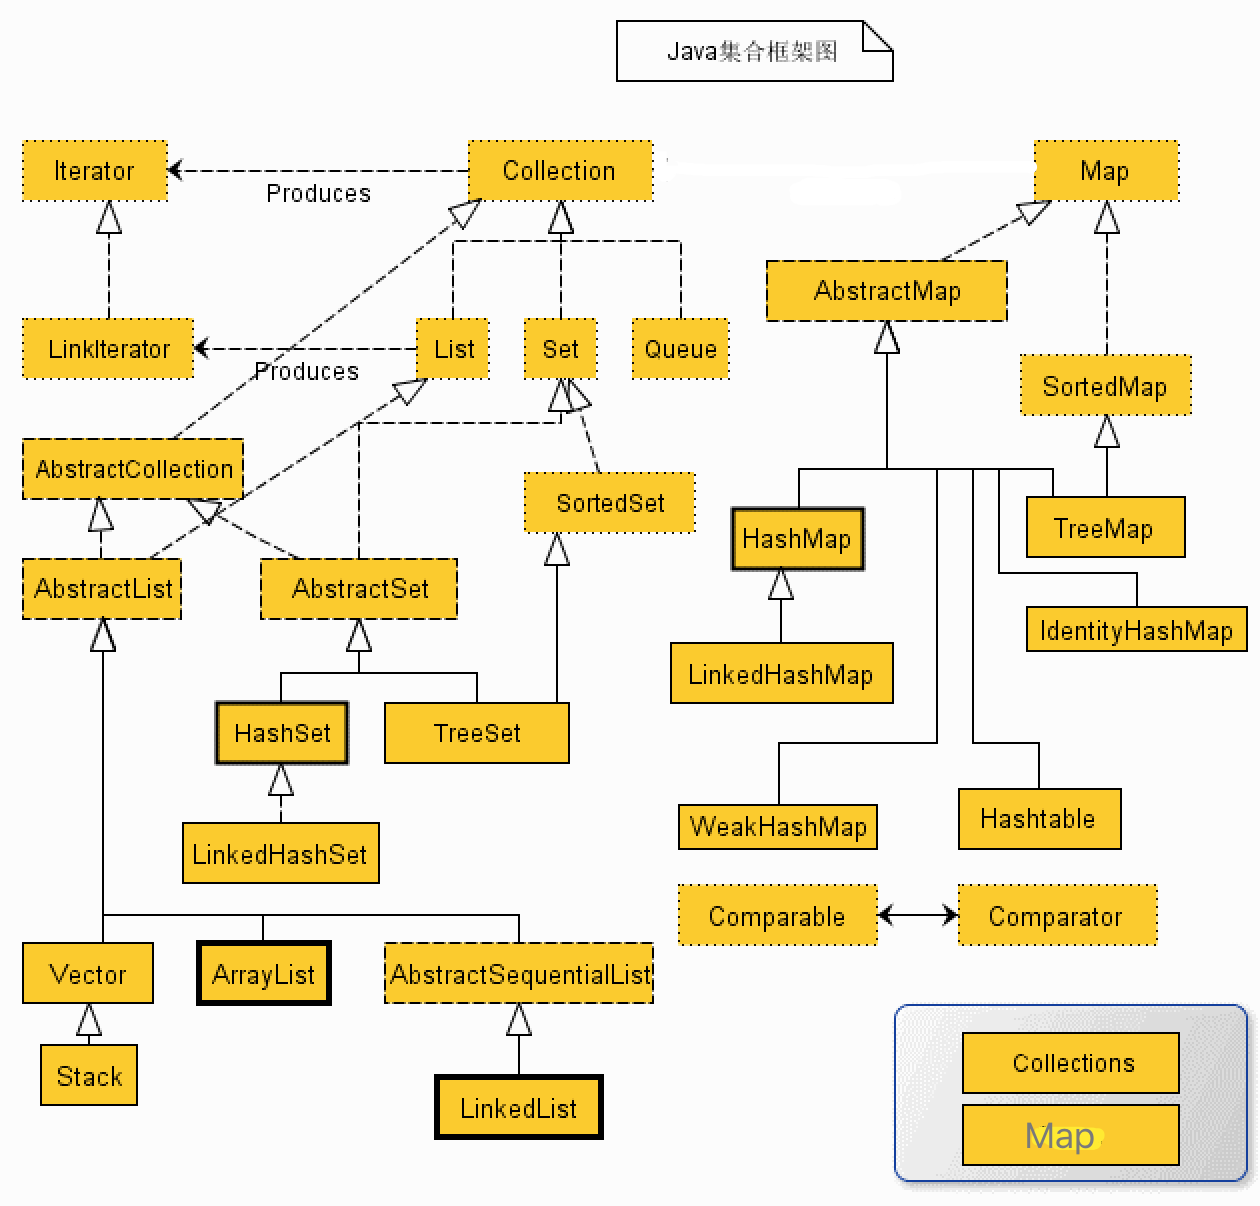 Java集合框架图
Iterator
Collection
Map
Produces
AbstractMap
LinkIterator
List
Set
Queue
Produces
SortedMap
AbstractCollection
SortedSet
TreeMap
HashMap
AbstractList
AbstractSet
IdentityHashMap
LinkedHashMap
HashSet
TreeSet
WeakHashMap
Hashtable
LinkedHashSet
Comparable
Comparator
Vector
ArrayList
AbstractSequentialList
Stack
LinkedList
Collections
Map